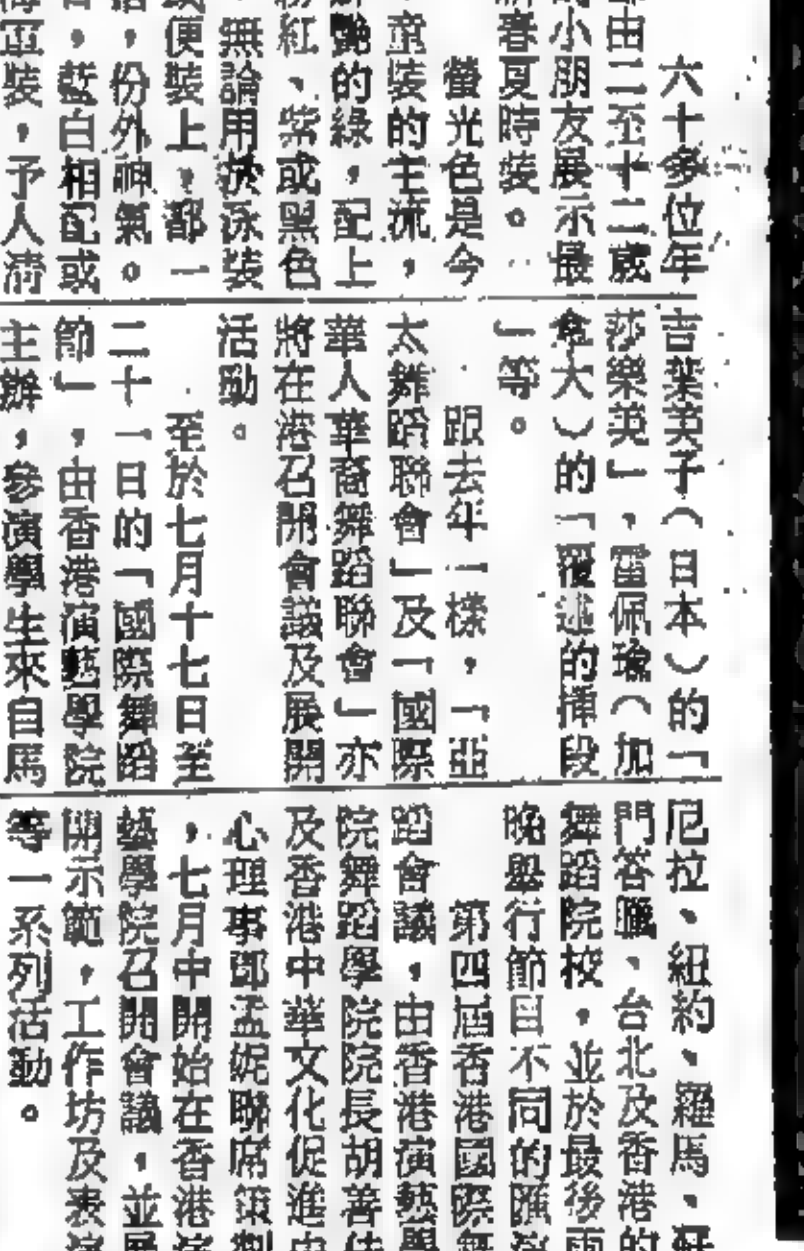 六十多位年
由二至十二歲
小朋友展示最
春夏時裝。
螢光色是今
童裝的主流，
艷的綠，配上
紅、紫或黑色
無論用於泳裝
便裝上，都一
，份外神氣。
，藍白相配或
軍裝，予人清
吉葉美子（日本）的「
莎樂美」，雷佩瑜（加
拿大）的「覆述的插段
」等。
跟去年一樣，「亞
太舞蹈聯會」及「國際
華人華裔舞蹈聯會」亦
將在港召開會議及展開
活動。
至於七月十七日至
二十一日的「國際舞蹈
節」，由香港演藝學院
主辦，參演學生來自馬
尼拉、紐約、羅馬、
門答臘、台北及香港的
舞蹈院校，並於最後兩
晚舉行節目不同的匯演
第四屆香港國際舞
蹈會議，由香港演藝學
院舞蹈學院院長胡善佳
及香港中華文化促進中
心理事鄧孟妮聯席策劃
，七月中開始在香港演
藝學院召開會議，並展
開示範，工作坊及表演
等一系列活動。